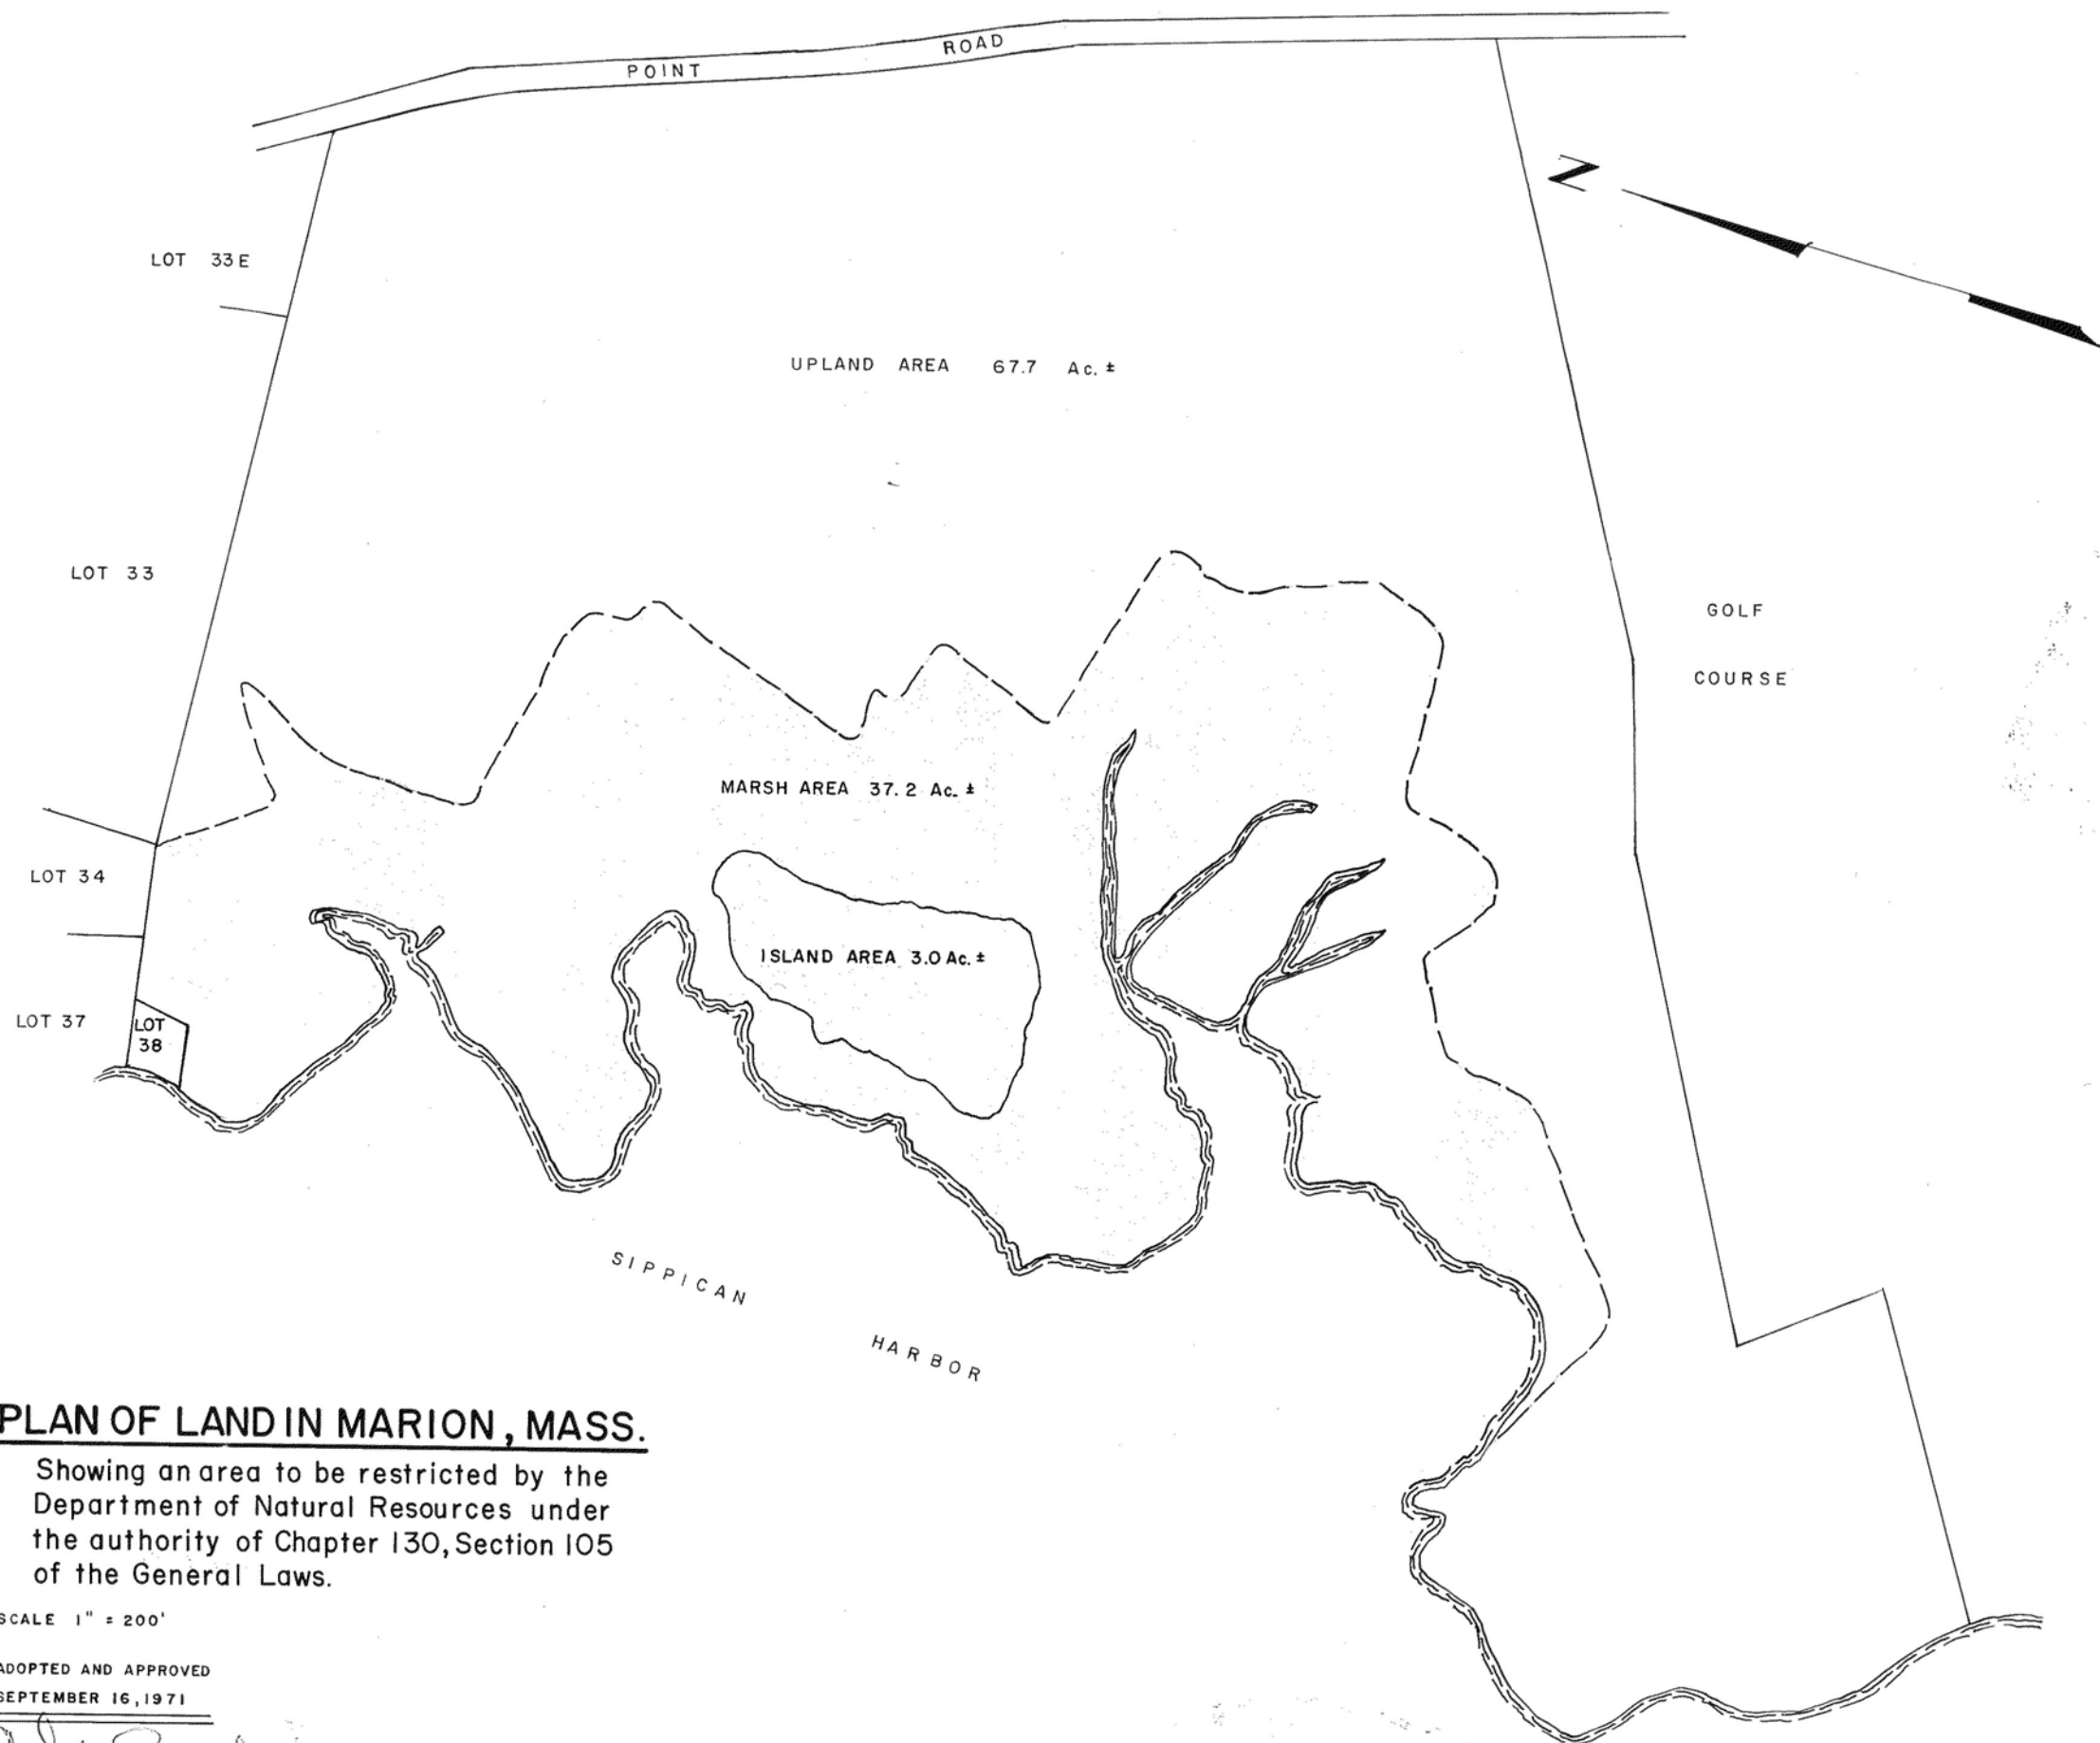 POINT ROAD
N
LOT 33E
UPLAND AREA 67.7 Ac. ±
LOT 33
GOLF
COURSE
MARSH AREA 37.2 Ac. ±
LOT 34
ISLAND AREA 3.0 Ac. ±
LOT 37
LOT
38
SIPPICAN
HARBOR
PLAN OF LAND IN MARION, MASS.
Showing an area to be restricted by the
Department of Natural Resources under
the authority of Chapter 130, Section 105
of the General Laws.
SCALE 1" = 200'
ADOPTED AND APPROVED
SEPTEMBER 16, 1971